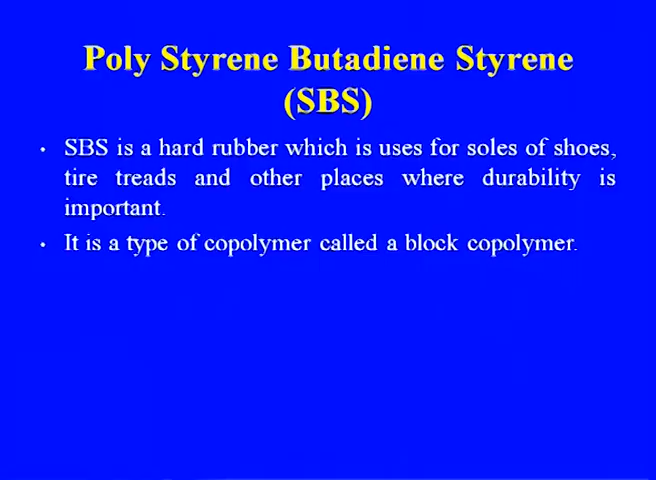 Poly Styrene Butadiene Styrene
(SBS)
• SBS is a hard rubber which is uses for soles of shoes,
tire treads and other places where durability is
important.
• It is a type of copolymer called a block copolymer.